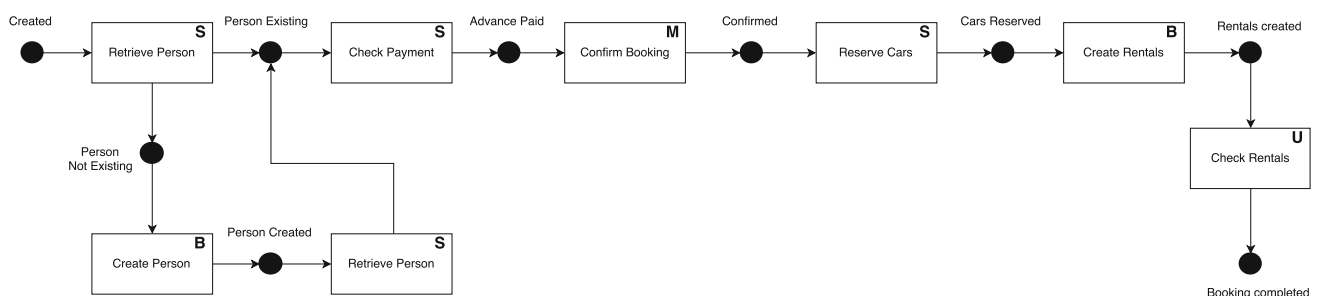 Created
S
Retrieve Person
Person Existing
S
Check Payment
Advance Paid
M
Confirm Booking
Confirmed
S
Reserve Cars
Cars Reserved
B
Create Rentals
Rentals created
Person
Not Existing
U
Check Rentals
B
Create Person
Person Created
S
Retrieve Person
Booking completed